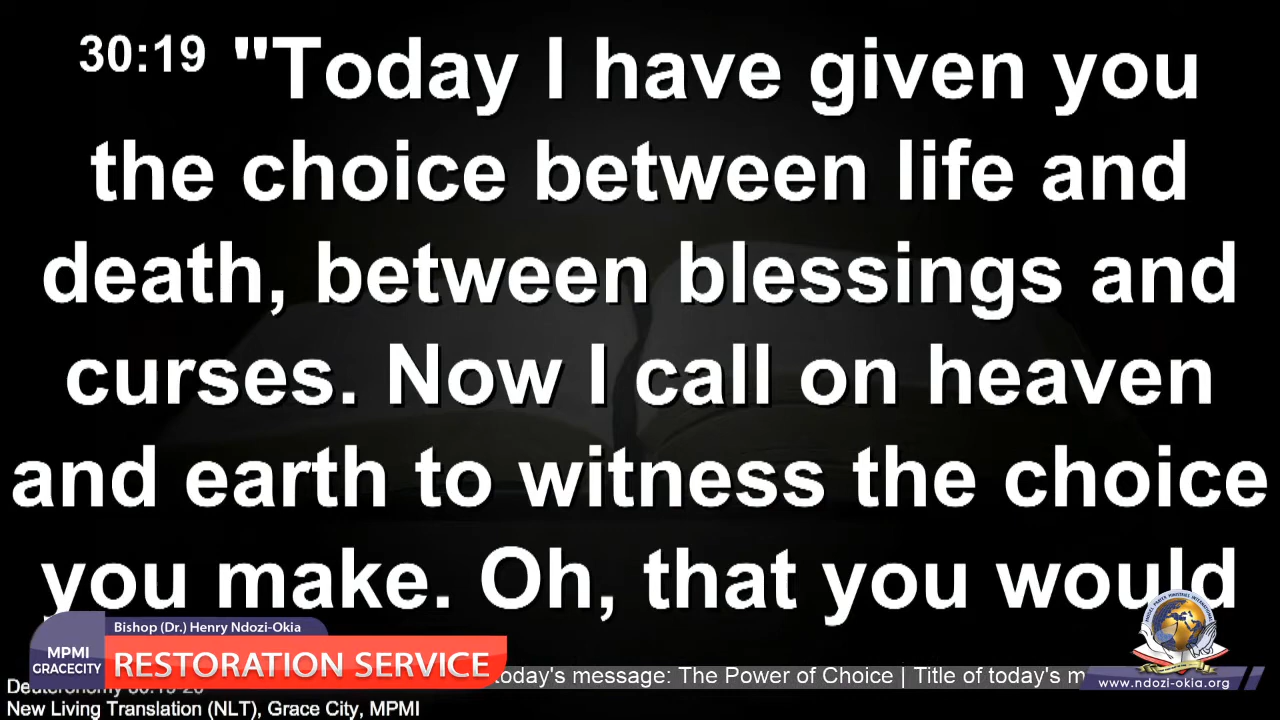 30:19 "Today I have given you
the choice between life and
death, between blessings and
curses. Now I call on heaven
and earth to witness the choice
you make. Oh, that you would
Bishop (Dr.) Henry Ndozi-Okia
MPMI
GRACECITY
RESTORATION SERVICE
today's message: The Power of Choice | Title of today's m
www.ndozi-okia.org
Deuteronomy 30:19-20
New Living Translation (NLT), Grace City, MPMI